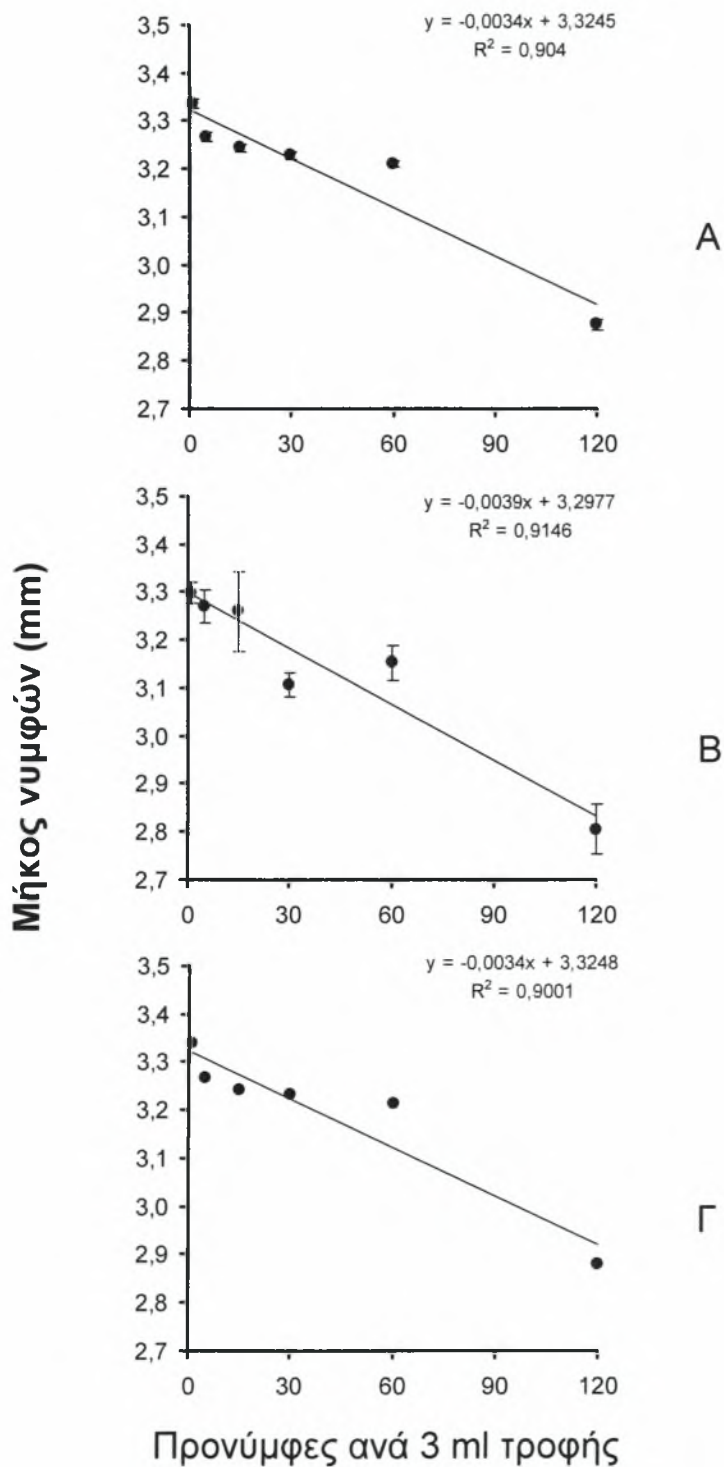 y = -0,0034x + 3,3245
R² = 0,904
3,5
3,4
3,3
3,2
3,1
3,0
2,9
2,8
2,7
0 30 60 90 120
Α
y = -0,0039x + 3,2977
R² = 0,9146
3,5
3,4
3,3
3,2
3,1
3,0
2,9
2,8
2,7
0 30 60 90 120
Β
Μήκος νυμφών (mm)
y = -0,0034x + 3,3248
R² = 0,9001
3,5
3,4
3,3
3,2
3,1
3,0
2,9
2,8
2,7
0 30 60 90 120
Γ
Προνύμφες ανά 3 ml τροφής